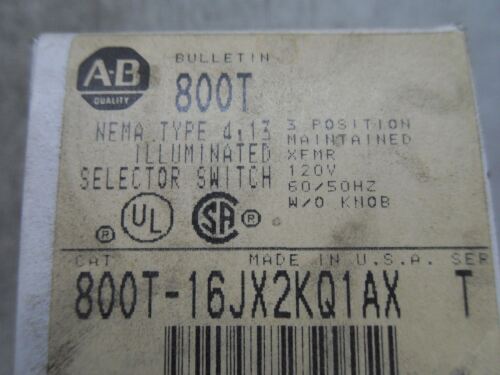 A-B
QUALITY
BULLETIN
800T
NEMA TYPE 4,13
ILLUMINATED
SELECTOR SWITCH
3 POSITION
MAINTAINED
XFMR
120V
60/50HZ
W/O KNOB
® UL SA ®
CAT MADE IN U.S.A. SER
800T-16JX2KQ1AX T